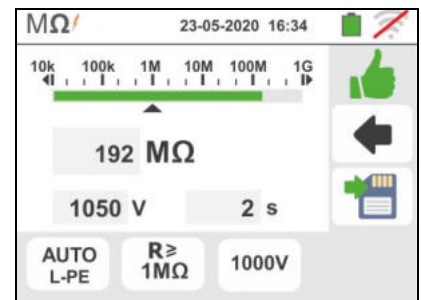 MΩ 23-05-2020 16:34
10k 100k 1M 10M 100M 1G
192 MΩ
1050 V 2 s
AUTO L-PE
R≥ 1MΩ
1000V